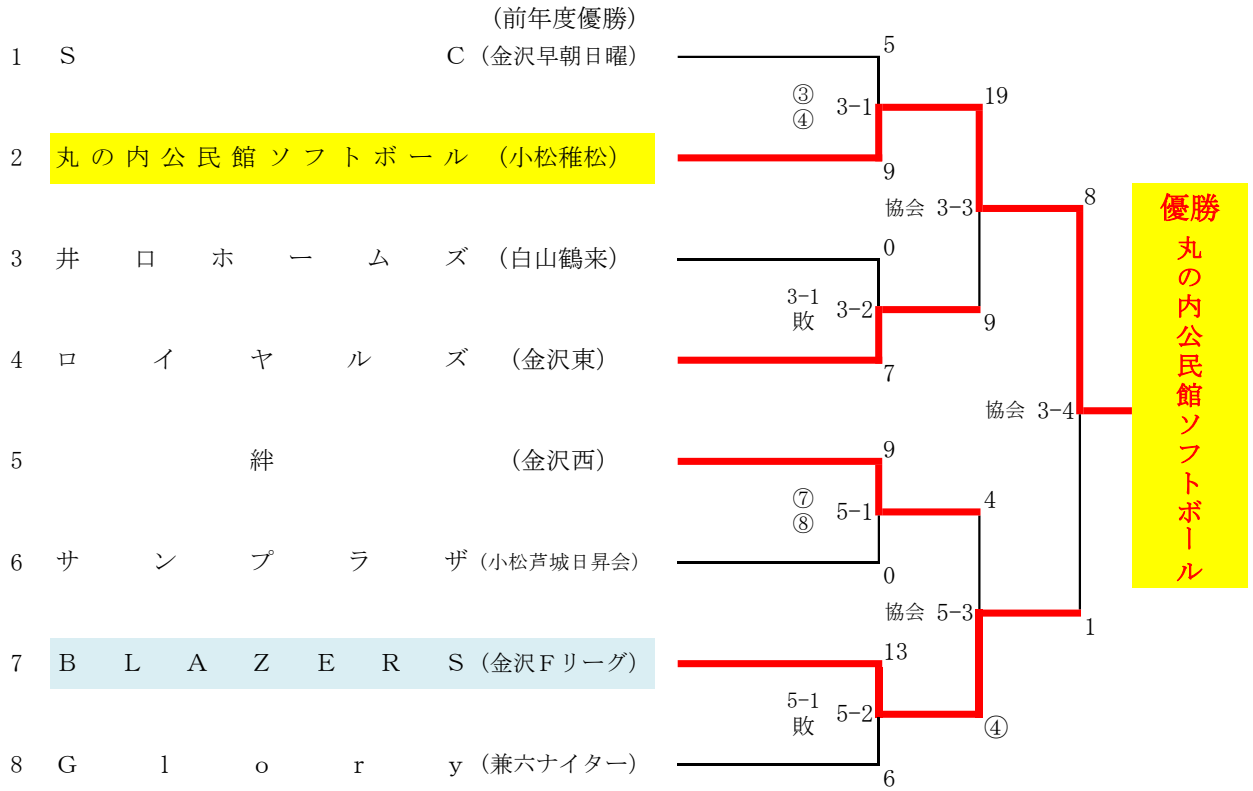 (前年度優勝)
1 S C (金沢早朝日曜)
5
③
④
3-1
19
2 丸の内公民館ソフトボール (小松稚松)
9
協会 3-3
8
3 井ロホームズ (白山鶴来)
0
3-1
敗
3-2
9
4 ロイヤルズ (金沢東)
7
協会 3-4
5 絆 (金沢西)
9
⑦
⑧
5-1
4
6 サンプラザ (小松芦城日昇会)
0
協会 5-3
1
7 BLAZERS (金沢Fリーグ)
13
5-1
敗
5-2
④
8 Glory (兼六ナイター)
6
優勝
丸の内公民館ソフトボール